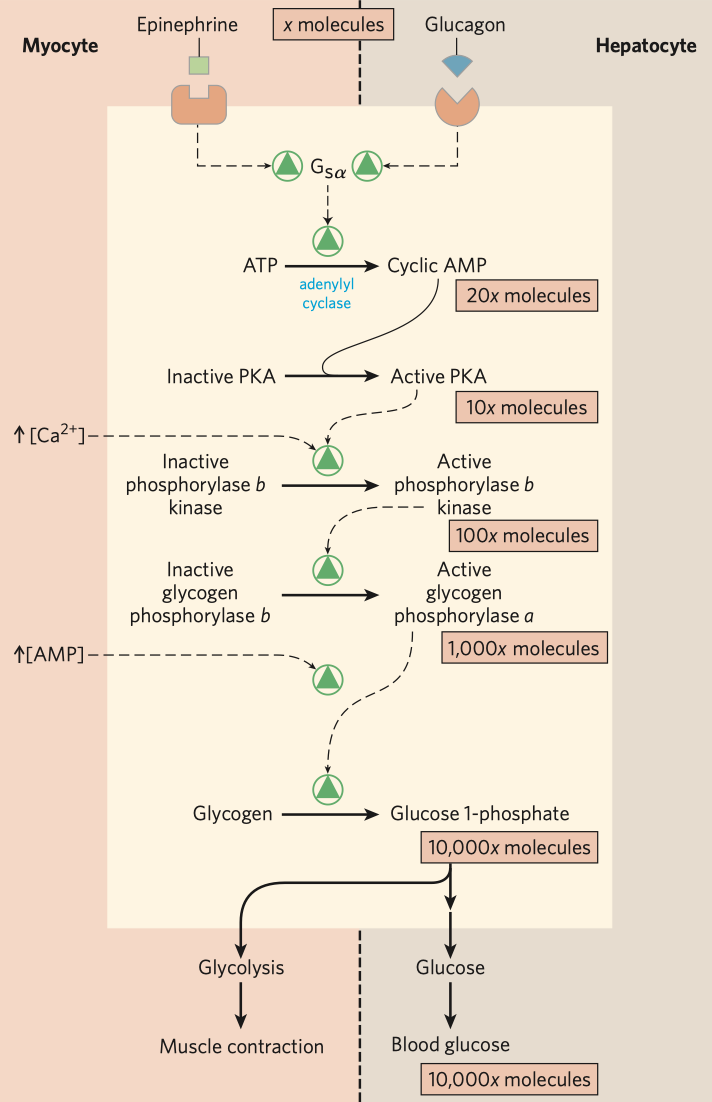 Epinephrine
x molecules
Glucagon
Myocyte
Hepatocyte
Gsα
ATP
Cyclic AMP
adenylyl
cyclase
20x molecules
Inactive PKA
Active PKA
10x molecules
↑[Ca²⁺]
Inactive
phosphorylase b
kinase
Active
phosphorylase b
kinase
100x molecules
Inactive
glycogen
phosphorylase b
Active
glycogen
phosphorylase a
1,000x molecules
↑[AMP]
Glycogen
Glucose 1-phosphate
10,000x molecules
Glycolysis
Glucose
Muscle contraction
Blood glucose
10,000x molecules